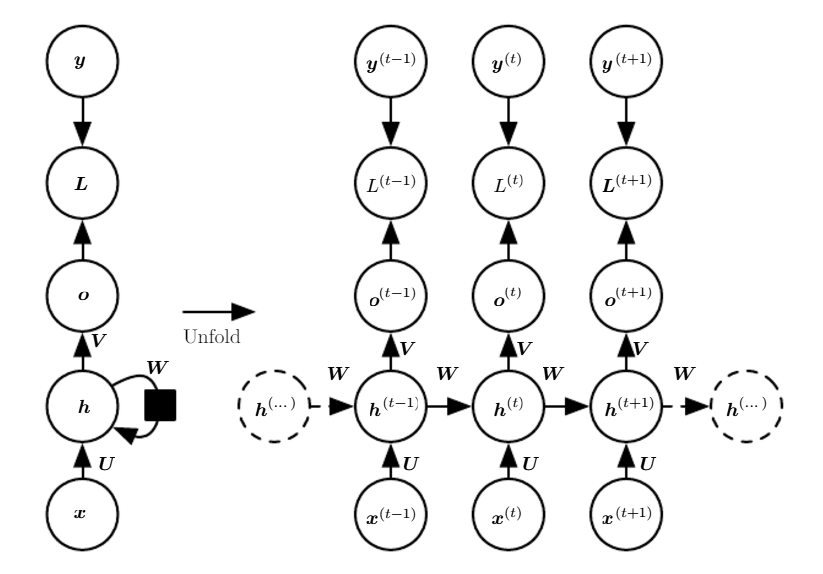 y y^(t−1) y^(t) y^(t+1)
L L^(t−1) L^(t) L^(t+1)
o o^(t−1) o^(t) o^(t+1)
Unfold
V V V V
W W W W W
h h^(...) h^(t−1) h^(t) h^(t+1) h^(...)
U U U U
x x^(t−1) x^(t) x^(t+1)